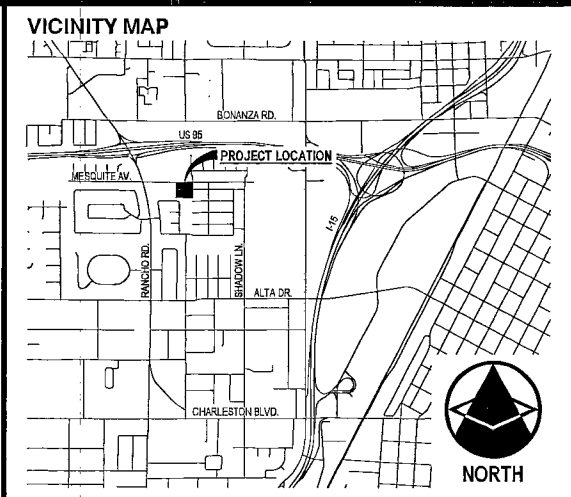 VICINITY MAP
BONANZA RD.
US 95
PROJECT LOCATION
MESQUITE AV.
I-15
RANCHO RD.
SHADOW LN.
ALTA DR.
CHARLESTON BLVD.
NORTH